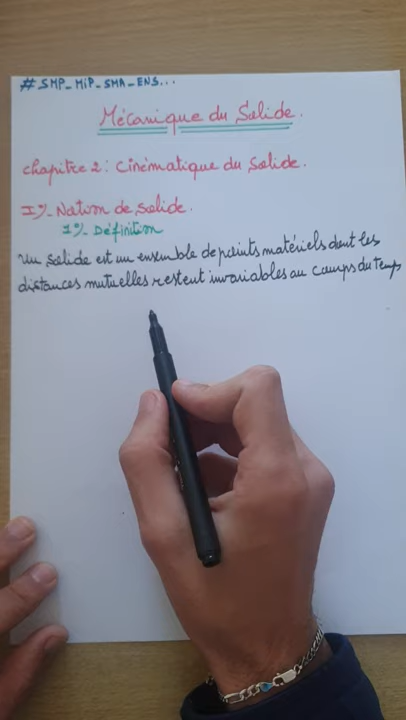 # SMP_MIP_SMA_ENS...
Mécanique du Solide.
chapitre 2: Cinématique du Solide.
I°/- Notion de solide.
1°/- Définition
Un solide est un ensemble de points matériels dont les
distances mutuelles restent invariables au cours du temps